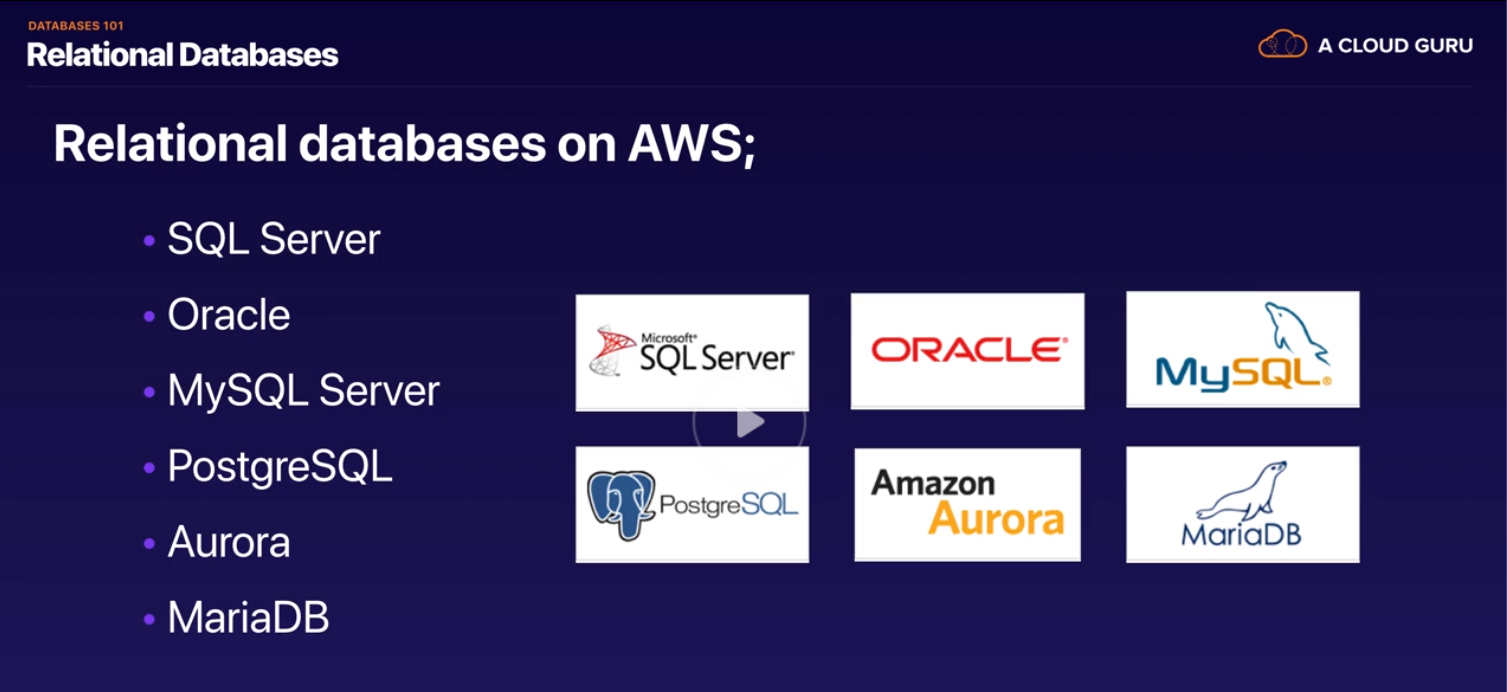 DATABASES 101
Relational Databases
A CLOUD GURU
Relational databases on AWS;
• SQL Server
• Oracle
• MySQL Server
• PostgreSQL
• Aurora
• MariaDB
Microsoft®
SQL Server®
ORACLE®
MySQL®
PostgreSQL
Amazon
Aurora
MariaDB